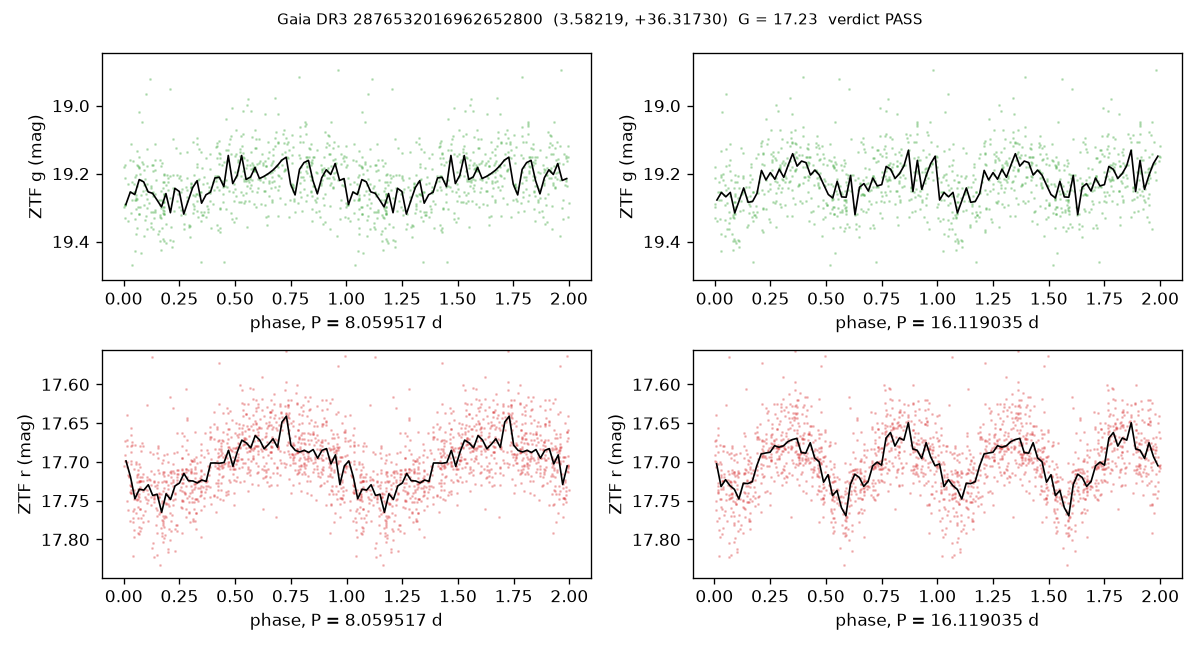 Gaia DR3 2876532016962652800 (3.58219, +36.31730) G = 17.23 verdict PASS
ZTF g (mag)
19.0
19.2
19.4
0.00 0.25 0.50 0.75 1.00 1.25 1.50 1.75 2.00
phase, P = 8.059517 d
ZTF g (mag)
19.0
19.2
19.4
0.00 0.25 0.50 0.75 1.00 1.25 1.50 1.75 2.00
phase, P = 16.119035 d
ZTF r (mag)
17.60
17.65
17.70
17.75
17.80
0.00 0.25 0.50 0.75 1.00 1.25 1.50 1.75 2.00
phase, P = 8.059517 d
ZTF r (mag)
17.60
17.65
17.70
17.75
17.80
0.00 0.25 0.50 0.75 1.00 1.25 1.50 1.75 2.00
phase, P = 16.119035 d